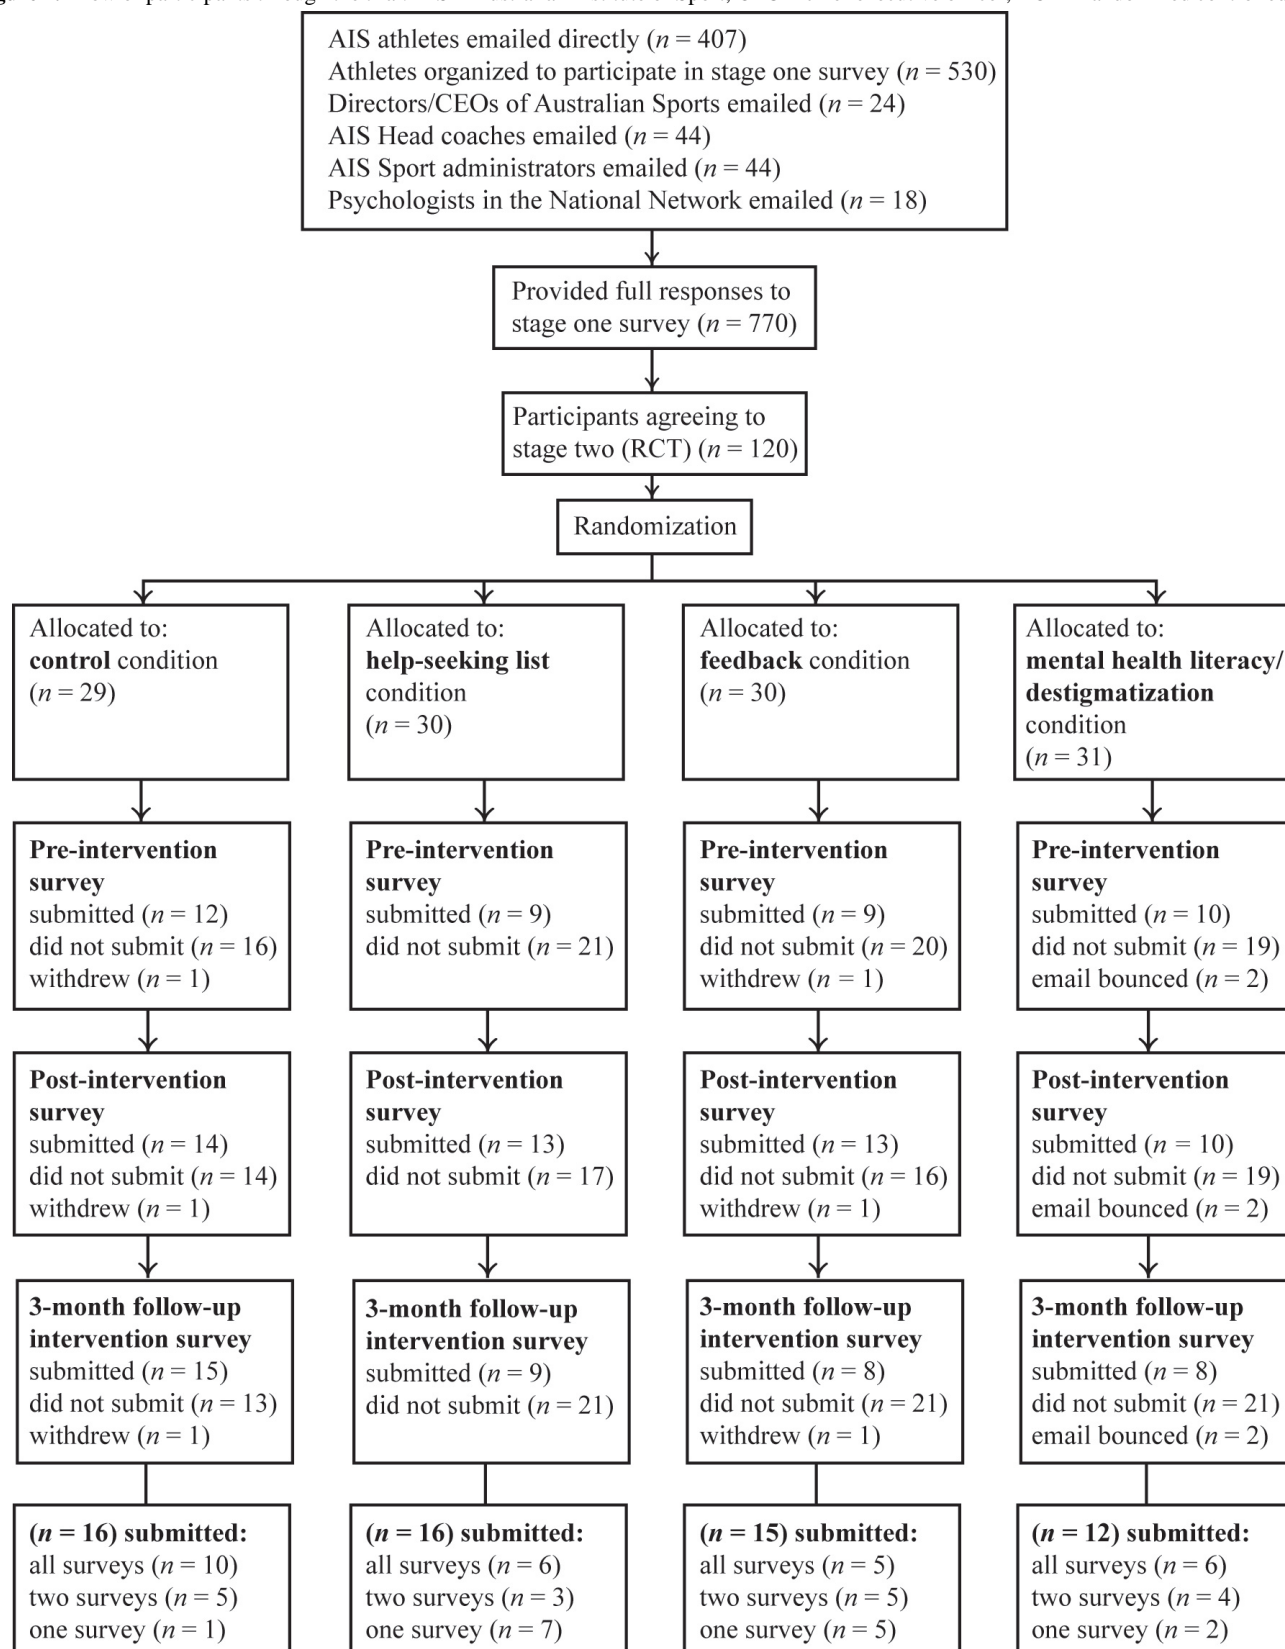 AIS athletes emailed directly (n = 407)
Athletes organized to participate in stage one survey (n = 530)
Directors/CEOs of Australian Sports emailed (n = 24)
AIS Head coaches emailed (n = 44)
AIS Sport administrators emailed (n = 44)
Psychologists in the National Network emailed (n = 18)
Provided full responses to
stage one survey (n = 770)
Participants agreeing to
stage two (RCT) (n = 120)
Randomization
Allocated to:
control condition
(n = 29)
Allocated to:
help-seeking list
condition
(n = 30)
Allocated to:
feedback condition
(n = 30)
Allocated to:
mental health literacy/
destigmatization
condition
(n = 31)
Pre-intervention
survey
submitted (n = 12)
did not submit (n = 16)
withdrew (n = 1)
Pre-intervention
survey
submitted (n = 9)
did not submit (n = 21)
Pre-intervention
survey
submitted (n = 9)
did not submit (n = 20)
withdrew (n = 1)
Pre-intervention
survey
submitted (n = 10)
did not submit (n = 19)
email bounced (n = 2)
Post-intervention
survey
submitted (n = 14)
did not submit (n = 14)
withdrew (n = 1)
Post-intervention
survey
submitted (n = 13)
did not submit (n = 17)
Post-intervention
survey
submitted (n = 13)
did not submit (n = 16)
withdrew (n = 1)
Post-intervention
survey
submitted (n = 10)
did not submit (n = 19)
email bounced (n = 2)
3-month follow-up
intervention survey
submitted (n = 15)
did not submit (n = 13)
withdrew (n = 1)
3-month follow-up
intervention survey
submitted (n = 9)
did not submit (n = 21)
3-month follow-up
intervention survey
submitted (n = 8)
did not submit (n = 21)
withdrew (n = 1)
3-month follow-up
intervention survey
submitted (n = 8)
did not submit (n = 21)
email bounced (n = 2)
(n = 16) submitted:
all surveys (n = 10)
two surveys (n = 5)
one survey (n = 1)
(n = 16) submitted:
all surveys (n = 6)
two surveys (n = 3)
one survey (n = 7)
(n = 15) submitted:
all surveys (n = 5)
two surveys (n = 5)
one survey (n = 5)
(n = 12) submitted:
all surveys (n = 6)
two surveys (n = 4)
one survey (n = 2)